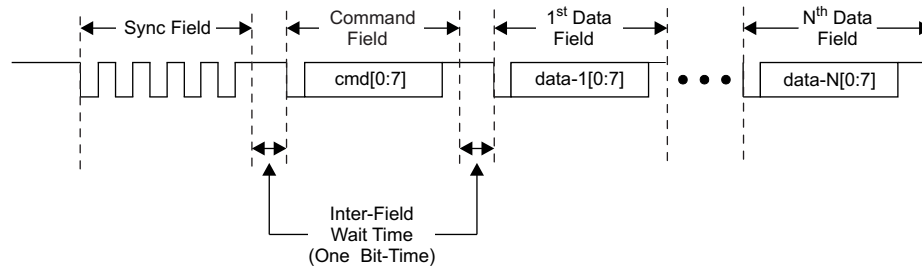 Sync Field
Command
Field
1st Data
Field
Nth Data
Field
cmd[0:7]
data-1[0:7]
data-N[0:7]
Inter-Field
Wait Time
(One Bit-Time)